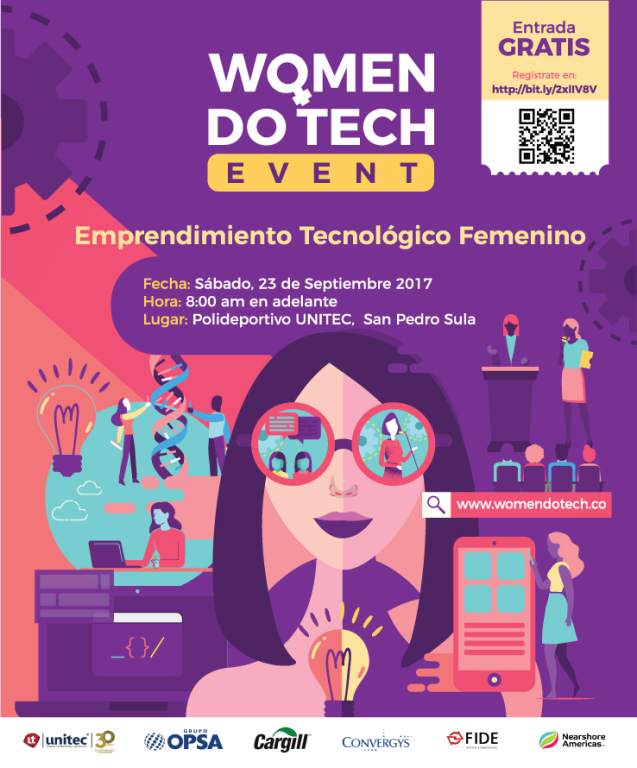 WOMEN
DO TECH
EVENT
Entrada
GRATIS
Regístrate en:
http://bit.ly/2xlIV8V
Emprendimiento Tecnológico Femenino
Fecha: Sábado, 23 de Septiembre 2017
Hora: 8:00 am en adelante
Lugar: Polideportivo UNITEC, San Pedro Sula
www.womendotech.co
_{}/
unitec
30
GRUPO
OPSA
Cargill
CONVERGYS
FIDE
Nearshore
Americas